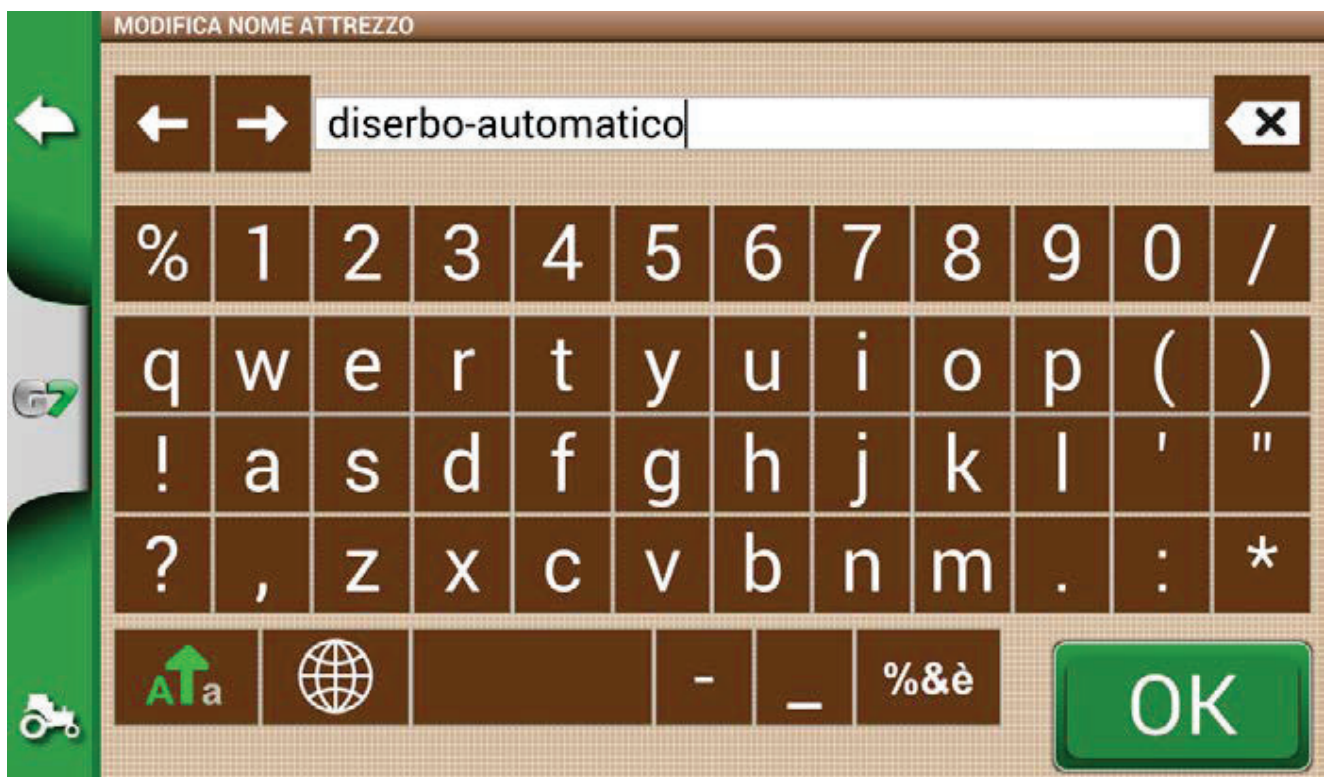 MODIFICA NOME ATTREZZO
diserbo-automatico
% 1 2 3 4 5 6 7 8 9 0 /
G7
q w e r t y u i o p ( )
! a s d f g h j k l ' "
? , z x c v b n m . : *
A a - _ %&è OK